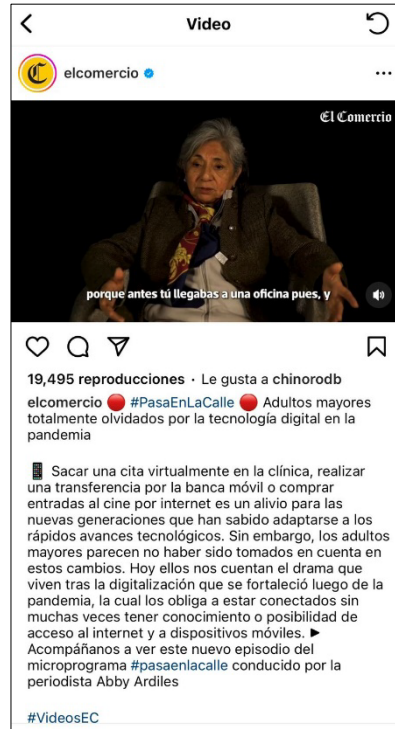 Video
elcomercio
El Comercio
porque antes tú llegabas a una oficina pues, y
19,495 reproducciones · Le gusta a chinorodb
elcomercio 🔴 #PasaEnLaCalle 🔴 Adultos mayores
totalmente olvidados por la tecnología digital en la
pandemia
📱 Sacar una cita virtualmente en la clínica, realizar
una transferencia por la banca móvil o comprar
entradas al cine por internet es un alivio para las
nuevas generaciones que han sabido adaptarse a los
rápidos avances tecnológicos. Sin embargo, los adultos
mayores parecen no haber sido tomados en cuenta en
estos cambios. Hoy ellos nos cuentan el drama que
viven tras la digitalización que se fortaleció luego de la
pandemia, la cual los obliga a estar conectados sin
muchas veces tener conocimiento o posibilidad de
acceso al internet y a dispositivos móviles. ▶
Acompáñanos a ver este nuevo episodio del
microprograma #pasaenlacalle conducido por la
periodista Abby Ardiles
#VideosEC